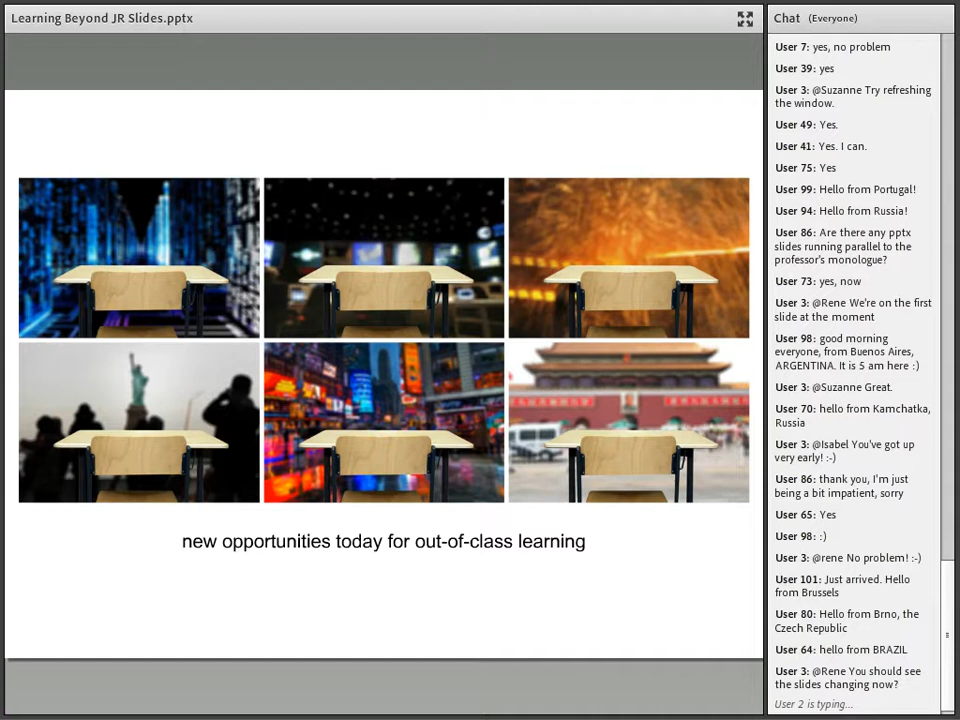 Learning Beyond JR Slides.pptx
new opportunities today for out-of-class learning
Chat (Everyone)
User 7: yes, no problem
User 39: yes
User 3: @Suzanne Try refreshing
the window.
User 49: Yes.
User 41: Yes. I can.
User 75: Yes
User 99: Hello from Portugal!
User 94: Hello from Russia!
User 86: Are there any pptx
slides running parallel to the
professor's monologue?
User 73: yes, now
User 3: @Rene We're on the first
slide at the moment
User 98: good morning
everyone, from Buenos Aires,
ARGENTINA. It is 5 am here :)
User 3: @Suzanne Great.
User 70: hello from Kamchatka,
Russia
User 3: @Isabel You've got up
very early! :-)
User 86: thank you, I'm just
being a bit impatient, sorry
User 65: Yes
User 98: :)
User 3: @rene No problem! :-)
User 101: Just arrived. Hello
from Brussels
User 80: Hello from Brno, the
Czech Republic
User 64: hello from BRAZIL
User 3: @Rene You should see
the slides changing now?
User 2 is typing...